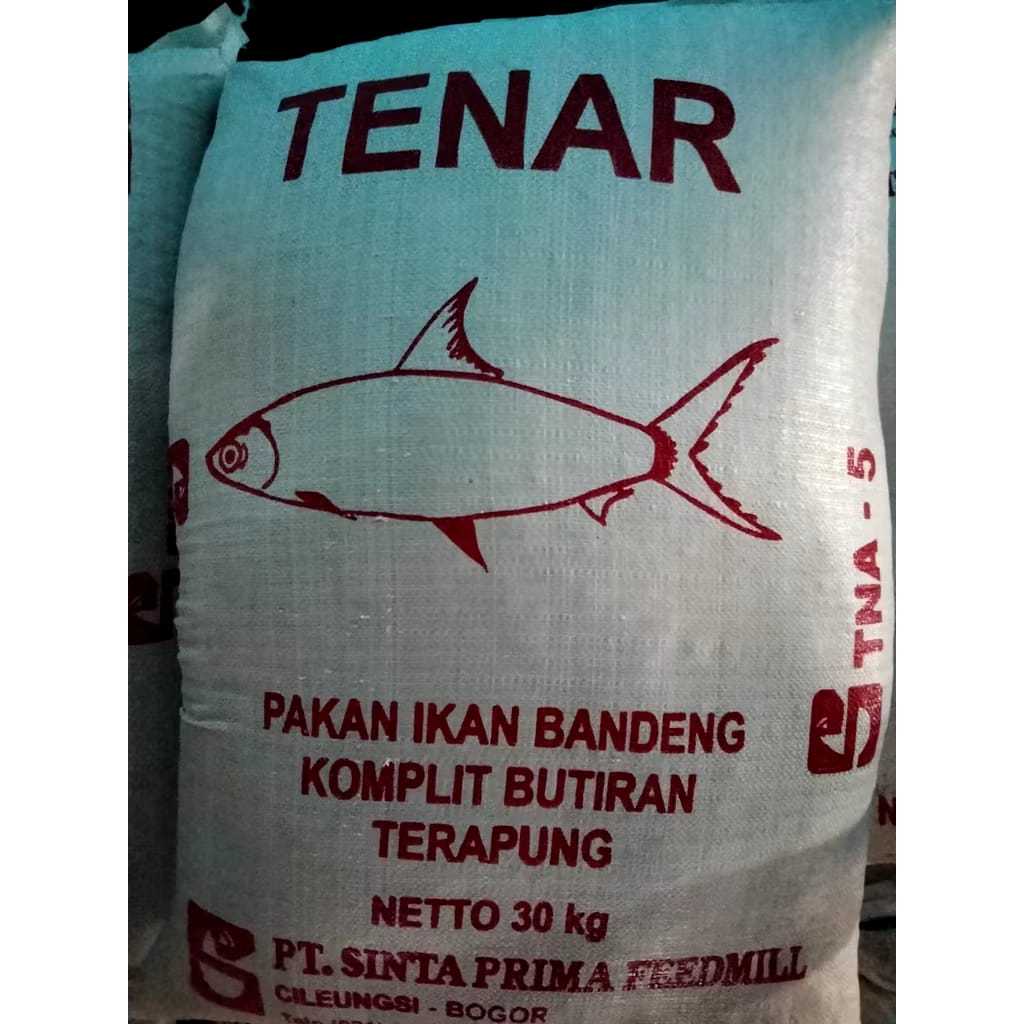 TENAR
TNA - 5
PAKAN IKAN BANDENG
KOMPLIT BUTIRAN
TERAPUNG
NETTO 30 kg
PT. SINTA PRIMA FEEDMILL
CILEUNGSI - BOGOR